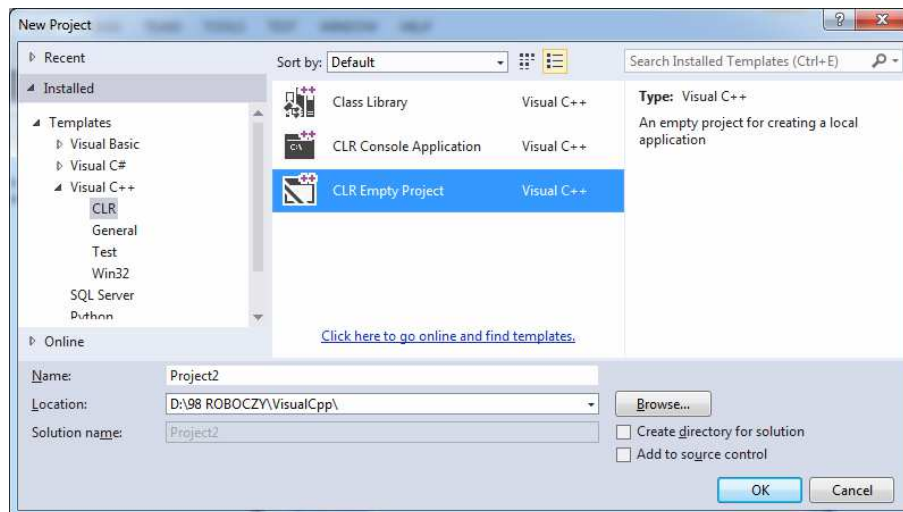 New Project
Recent
Installed
Templates
Visual Basic
Visual C#
Visual C++
CLR
General
Test
Win32
SQL Server
Python
Online
Sort by: Default
Class Library Visual C++
CLR Console Application Visual C++
CLR Empty Project Visual C++
Click here to go online and find templates.
Search Installed Templates (Ctrl+E)
Type: Visual C++
An empty project for creating a local
application
Name: Project2
Location: D:\98 ROBOCZY\VisualCpp\
Solution name: Project2
Browse...
Create directory for solution
Add to source control
OK Cancel